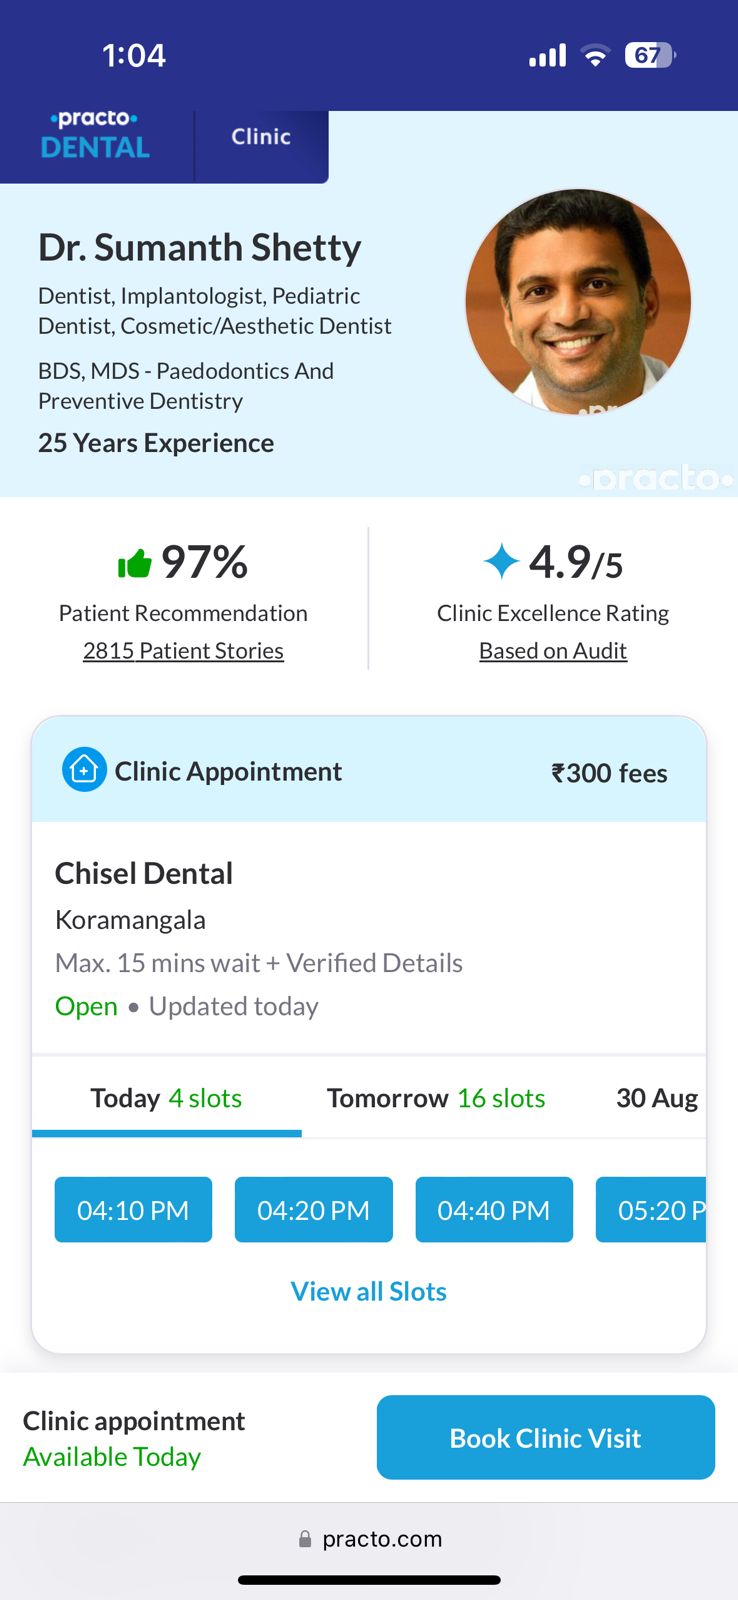 1:04
67
•practo•
DENTAL
Clinic
Dr. Sumanth Shetty
Dentist, Implantologist, Pediatric
Dentist, Cosmetic/Aesthetic Dentist
BDS, MDS - Paedodontics And
Preventive Dentistry
25 Years Experience
•practo•
97%
Patient Recommendation
2815 Patient Stories
4.9/5
Clinic Excellence Rating
Based on Audit
Clinic Appointment
₹300 fees
Chisel Dental
Koramangala
Max. 15 mins wait + Verified Details
Open • Updated today
Today 4 slots
Tomorrow 16 slots
30 Aug
04:10 PM
04:20 PM
04:40 PM
05:20 P
View all Slots
Clinic appointment
Available Today
Book Clinic Visit
practo.com